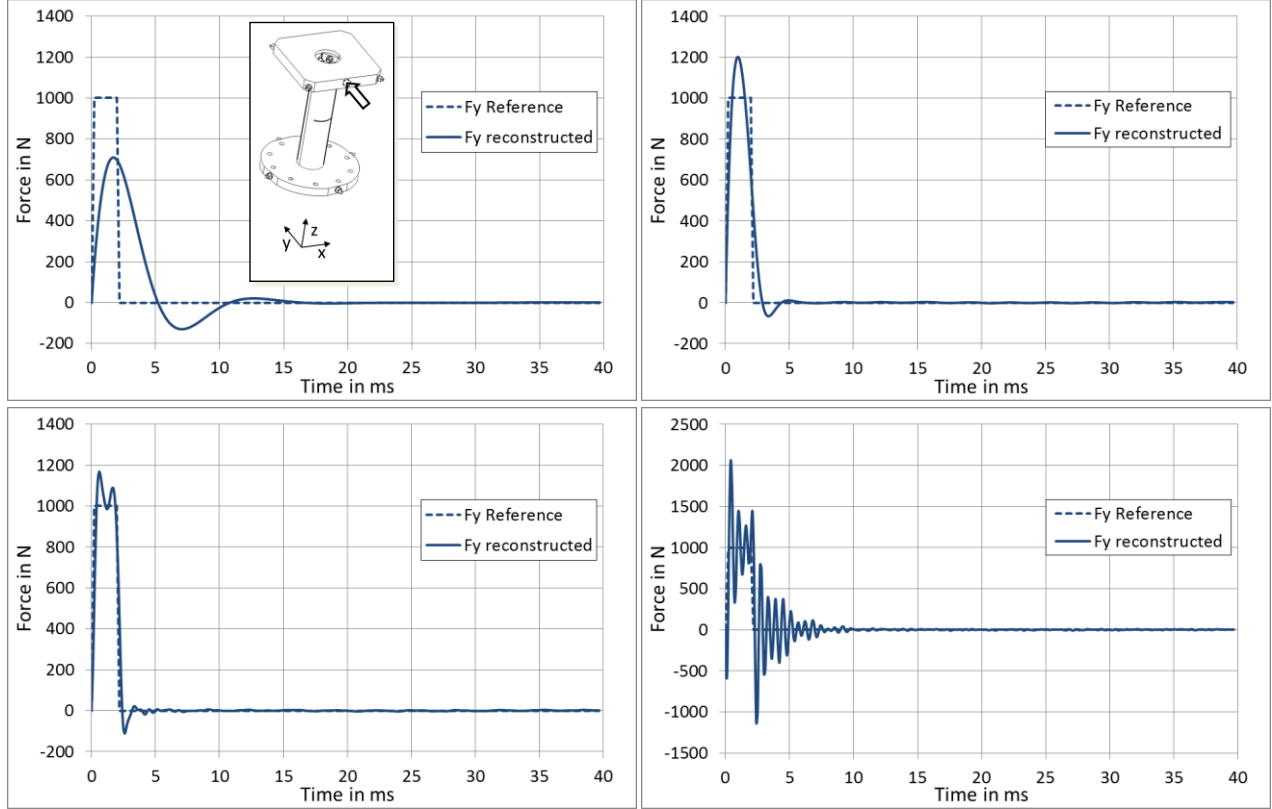 1400
1200
1000
800
600
400
200
0
-200
Force in N
0 5 10 15 20 25 30 35 40
Time in ms
Fy Reference
Fy reconstructed
z
y
x
1400
1200
1000
800
600
400
200
0
-200
Force in N
0 5 10 15 20 25 30 35 40
Time in ms
Fy Reference
Fy reconstructed
1400
1200
1000
800
600
400
200
0
-200
Force in N
0 5 10 15 20 25 30 35 40
Time in ms
Fy Reference
Fy reconstructed
2500
2000
1500
1000
500
0
-500
-1000
-1500
Force in N
0 5 10 15 20 25 30 35 40
Time in ms
Fy Reference
Fy reconstructed